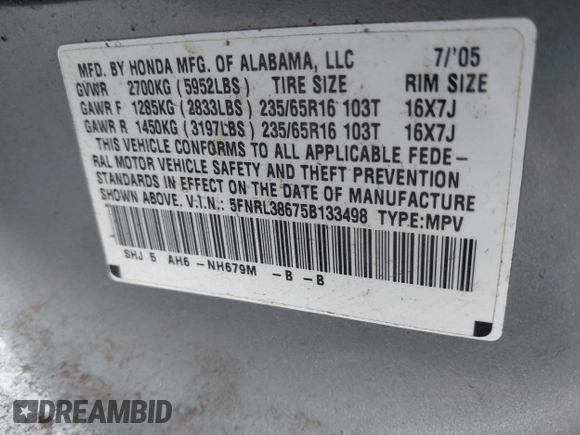 MFD. BY HONDA MFG. OF ALABAMA, LLC 7/'05
GVWR 2700KG (5952LBS) TIRE SIZE RIM SIZE
GAWR F 1285KG (2833LBS) 235/65R16 103T 16X7J
GAWR R 1450KG (3197LBS) 235/65R16 103T 16X7J
THIS VEHICLE CONFORMS TO ALL APPLICABLE FEDE-
RAL MOTOR VEHICLE SAFETY AND THEFT PREVENTION
STANDARDS IN EFFECT ON THE DATE OF MANUFACTURE
SHOWN ABOVE. V.I.N.: 5FNRL38675B133498 TYPE:MPV
SHJ 5 AH6 -NH679M -B -B
DREAMBID